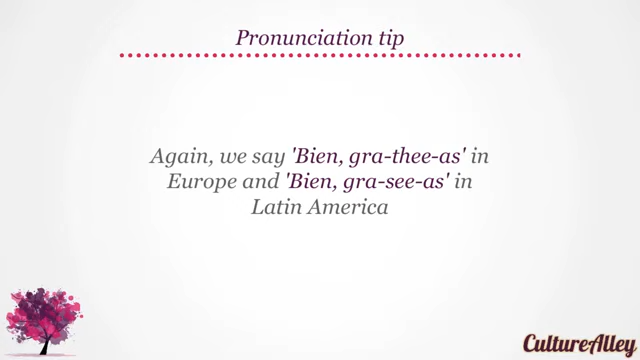 Pronunciation tip
Again, we say 'Bien, gra-thee-as' in
Europe and 'Bien, gra-see-as' in
Latin America
CultureAlley